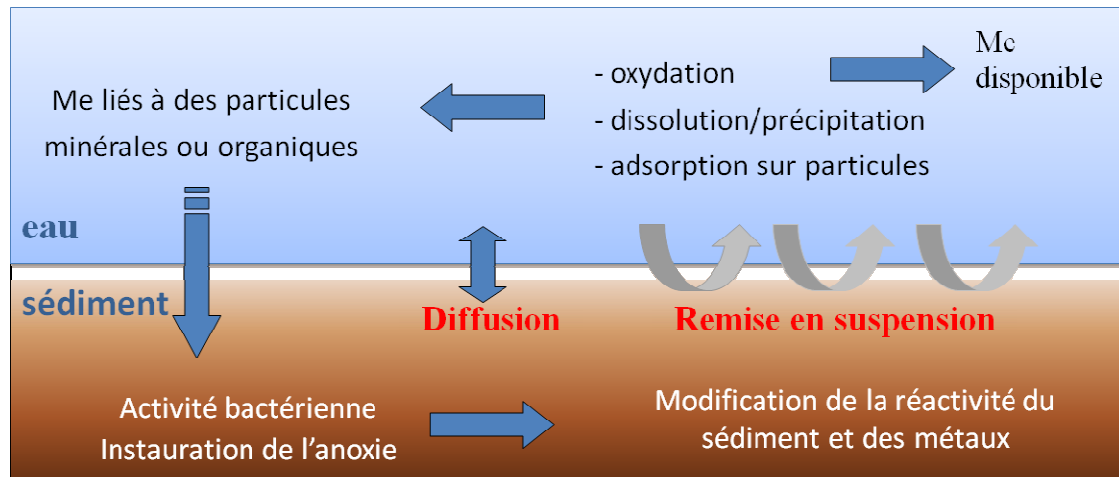 Me
disponible
- oxydation
- dissolution/précipitation
- adsorption sur particules
Me liés à des particules
minérales ou organiques
eau
sédiment
Diffusion
Remise en suspension
Activité bactérienne
Instauration de l'anoxie
Modification de la réactivité du
sédiment et des métaux